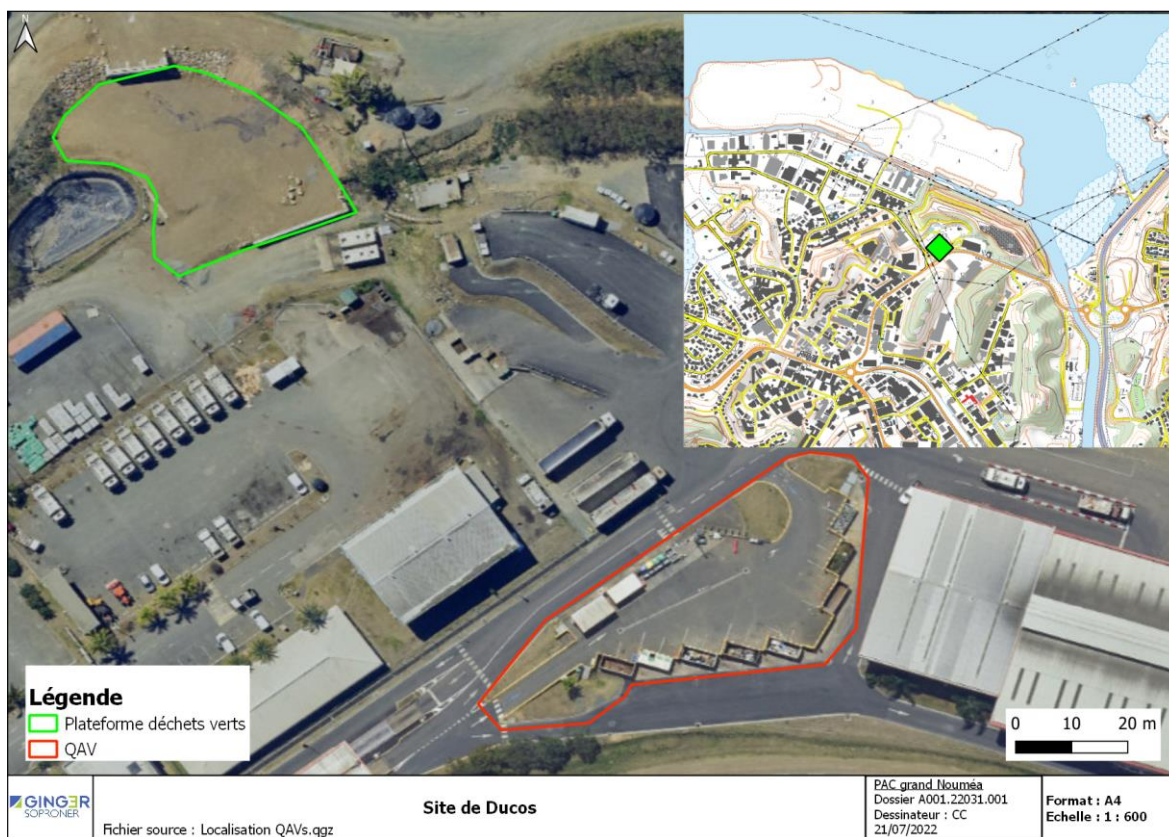 N
Légende
Plateforme déchets verts
QAV
0 10 20 m
GINGER
SOPRONER
Fichier source : Localisation QAVs.qgz
Site de Ducos
PAC grand Nouméa
Dossier A001.22031.001
Dessinateur : CC
21/07/2022
Format : A4
Echelle : 1 : 600